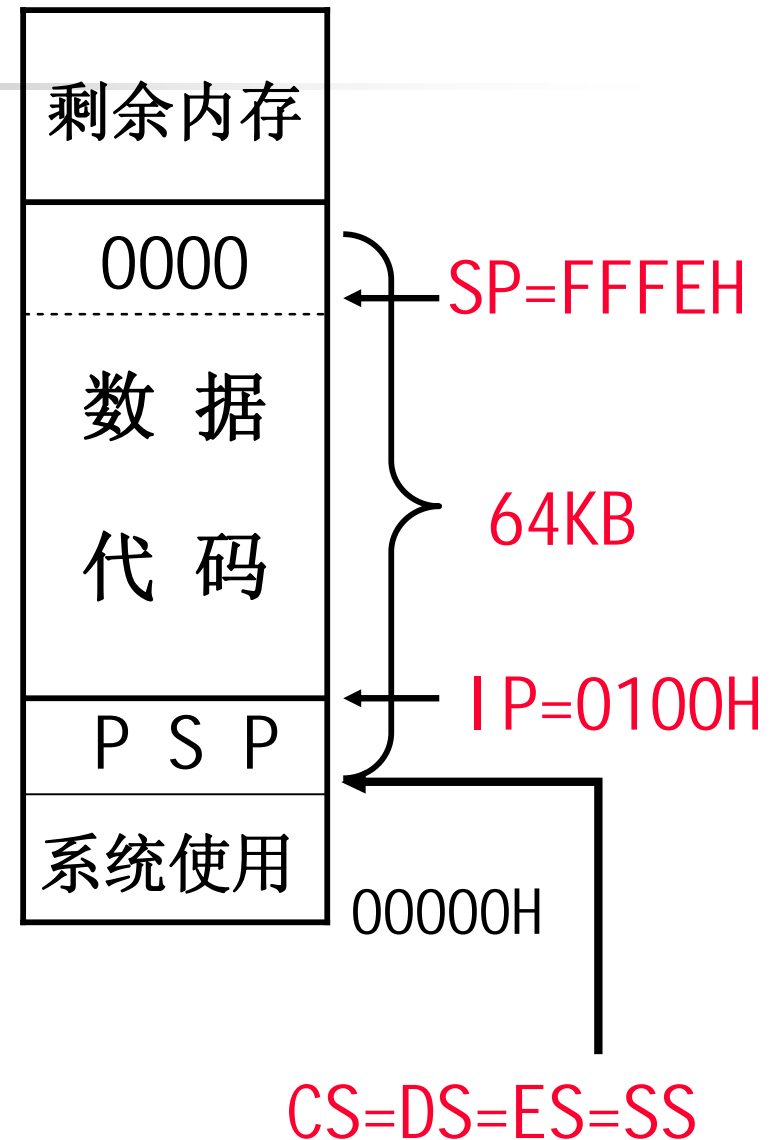 剩余内存
0000
SP=FFFEH
数 据
64KB
代 码
IP=0100H
P S P
系统使用
00000H
CS=DS=ES=SS